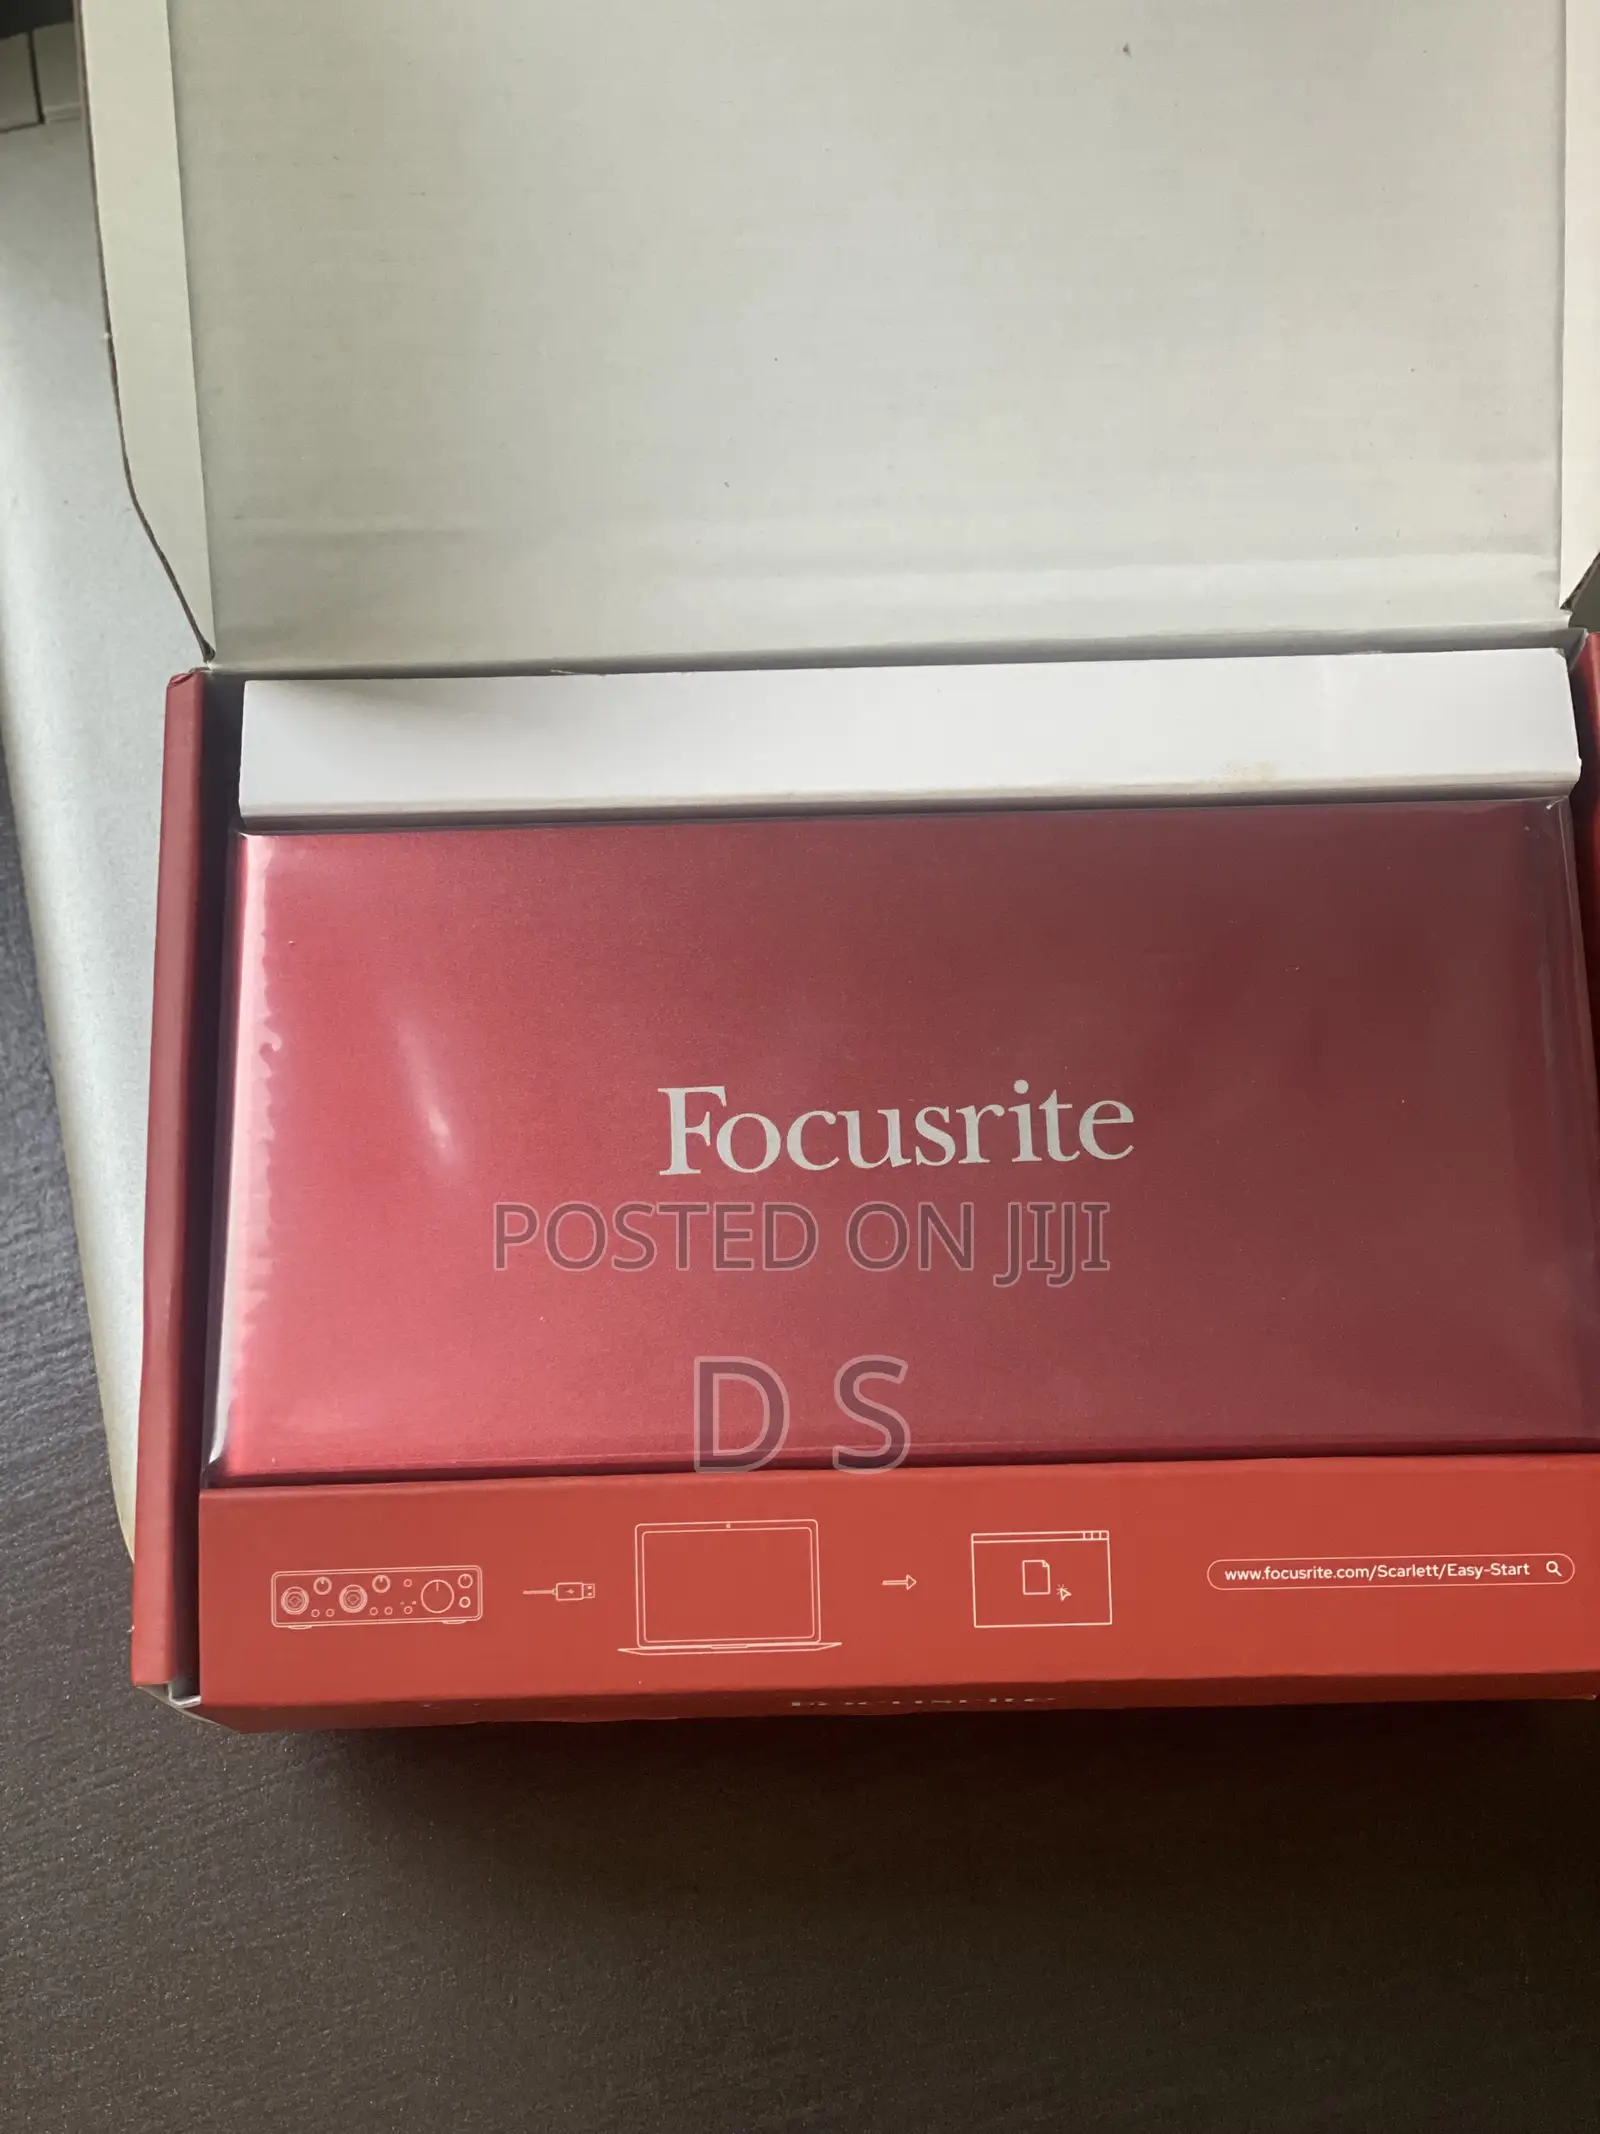 Focusrite
POSTED ON JIJI
D S
www.focusrite.com/Scarlett/Easy-Start